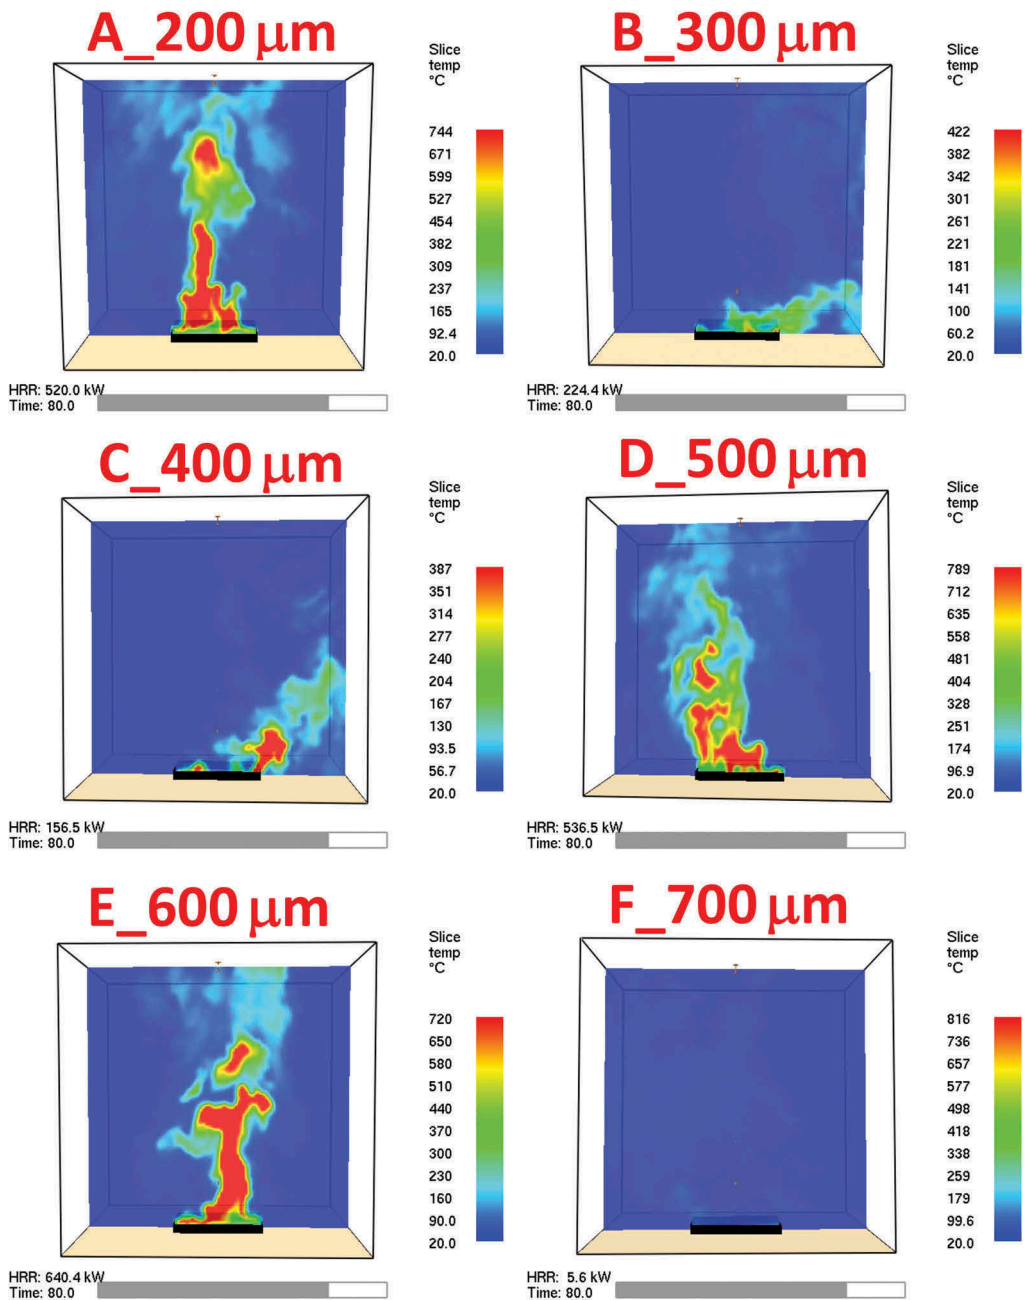 A_200 μm
Slice
temp
°C
744
671
599
527
454
382
309
237
165
92.4
20.0
HRR: 520.0 kW
Time: 80.0
B_300 μm
Slice
temp
°C
422
382
342
301
261
221
181
141
100
60.2
20.0
HRR: 224.4 kW
Time: 80.0
C_400 μm
Slice
temp
°C
387
351
314
277
240
204
167
130
93.5
56.7
20.0
HRR: 156.5 kW
Time: 80.0
D_500 μm
Slice
temp
°C
789
712
635
558
481
404
328
251
174
96.9
20.0
HRR: 536.5 kW
Time: 80.0
E_600 μm
Slice
temp
°C
720
650
580
510
440
370
300
230
160
90.0
20.0
HRR: 640.4 kW
Time: 80.0
F_700 μm
Slice
temp
°C
816
736
657
577
498
418
338
259
179
99.6
20.0
HRR: 5.6 kW
Time: 80.0